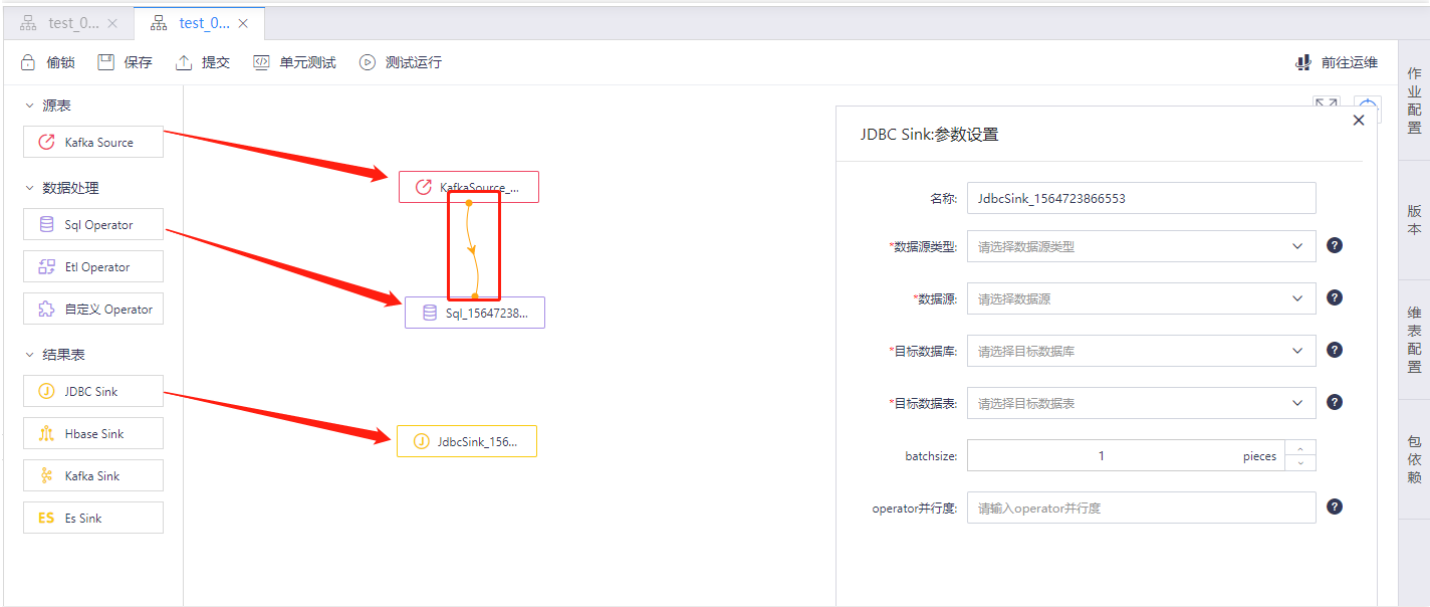 test_0...
test_0...
偷锁
保存
提交
单元测试
测试运行
前往运维
源表
Kafka Source
数据处理
Sql Operator
Etl Operator
自定义 Operator
结果表
JDBC Sink
Hbase Sink
Kafka Sink
ES Es Sink
KafkaSource_...
Sql_15647238...
JdbcSink_156...
JDBC Sink:参数设置
名称: JdbcSink_1564723866553
*数据源类型: 请选择数据源类型
*数据源: 请选择数据源
*目标数据库: 请选择目标数据库
*目标数据表: 请选择目标数据表
batchsize: 1 pieces
operator并行度: 请输入operator并行度
作业配置
版本
维表配置
包依赖